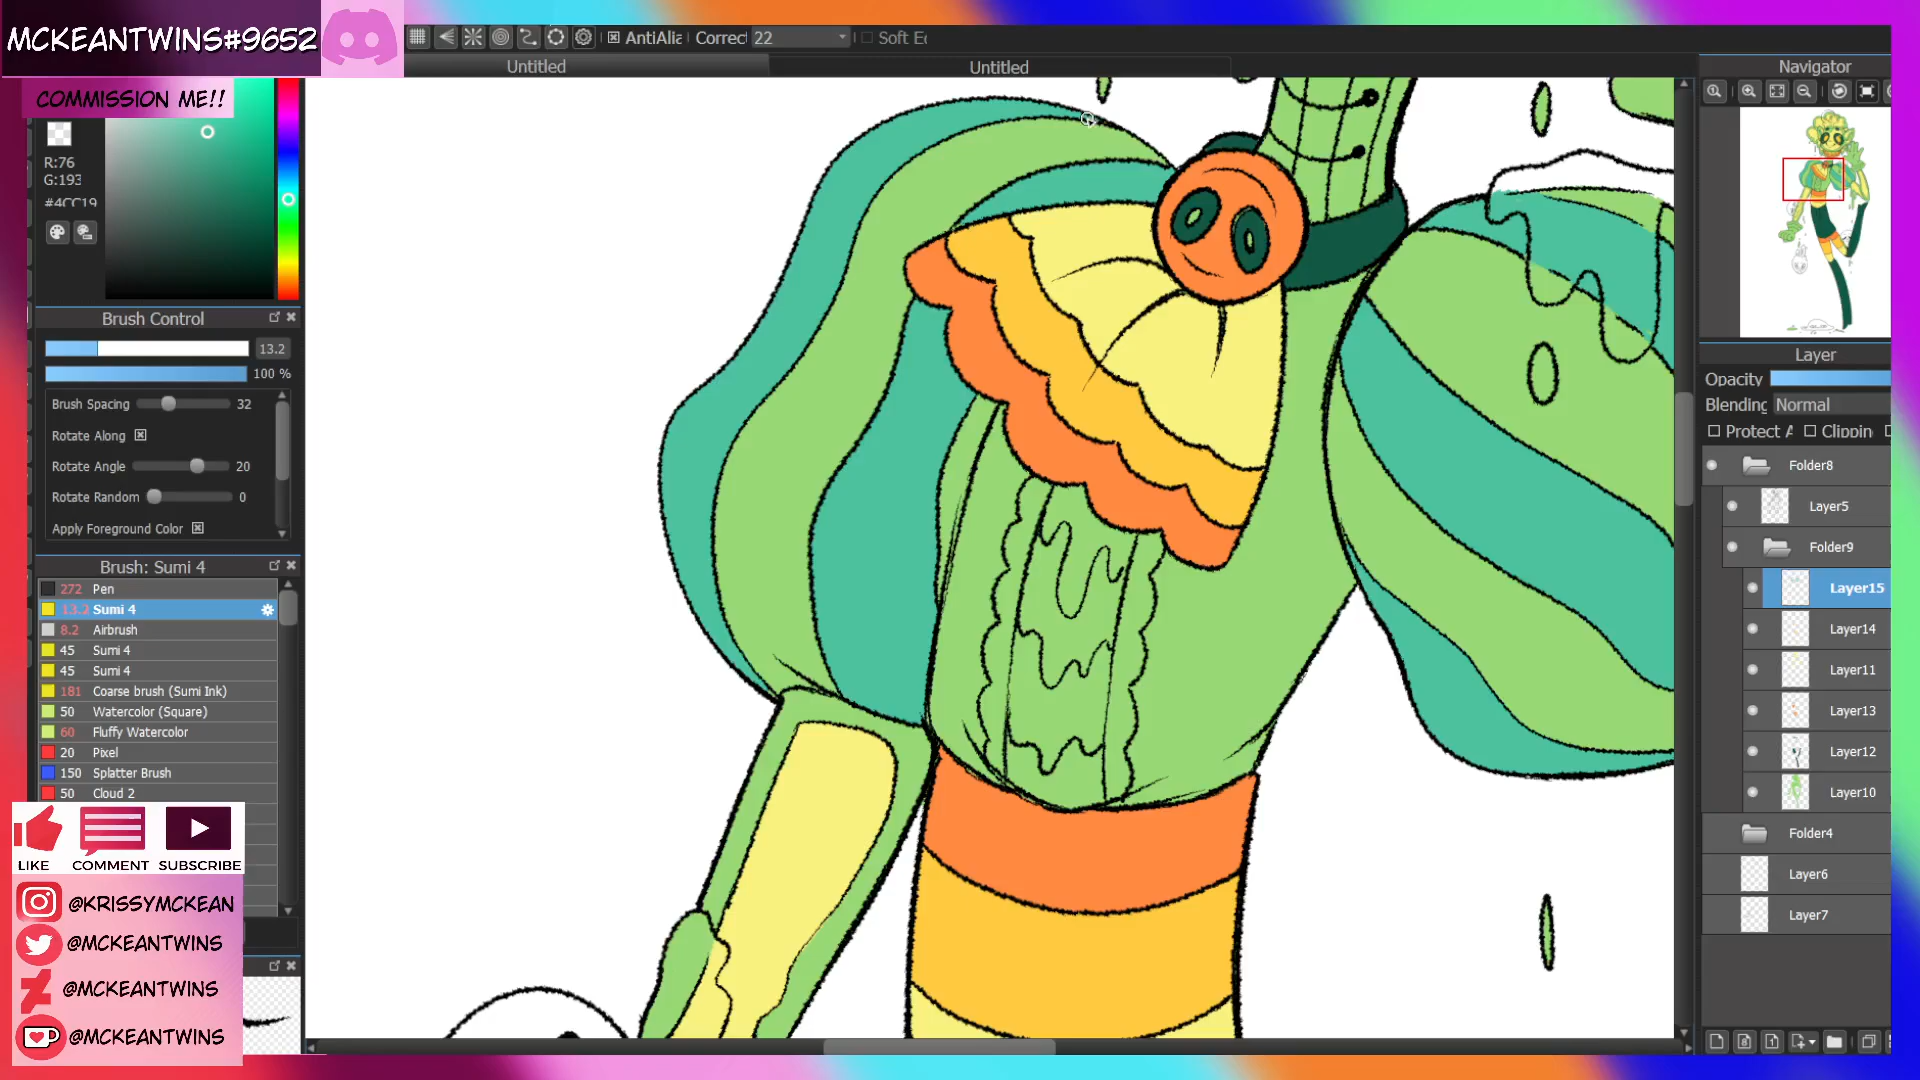 MCKEANTWINS#9652
COMMISSION ME!!
AntiAlia
Correct
22
Soft Ec
Untitled
Untitled
Navigator
R:76
G:193
#4CC19
Brush Control
13.2
100 %
Brush Spacing 32
Rotate Along
Rotate Angle 20
Rotate Random 0
Apply Foreground Color
Brush: Sumi 4
272 Pen
13.2 Sumi 4
8.2 Airbrush
45 Sumi 4
45 Sumi 4
181 Coarse brush (Sumi Ink)
50 Watercolor (Square)
60 Fluffy Watercolor
20 Pixel
150 Splatter Brush
50 Cloud 2
LIKE COMMENT SUBSCRIBE
@KRISSYMCKEAN
@MCKEANTWINS
@MCKEANTWINS
@MCKEANTWINS
Layer
Opacity
Blending Normal
Protect A Clippin
Folder8
Layer5
Folder9
Layer15
Layer14
Layer11
Layer13
Layer12
Layer10
Folder4
Layer6
Layer7